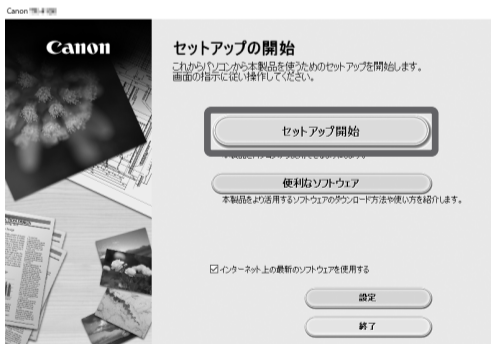 Canon
Canon
セットアップの開始
これからパソコンから本製品を使うためのセットアップを開始します。
画面の指示に従い操作してください。
セットアップ開始
便利なソフトウェア
本製品をより活用するソフトウェアのダウンロード方法や使い方を紹介します。
インターネット上の最新のソフトウェアを使用する
設定
終了